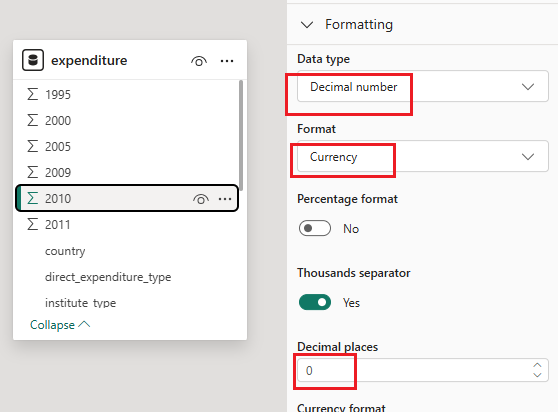 expenditure
1995
2000
2005
2009
2010
2011
country
direct_expenditure_type
institute_type
Collapse
Formatting
Data type
Decimal number
Format
Currency
Percentage format
No
Thousands separator
Yes
Decimal places
0
Currency format